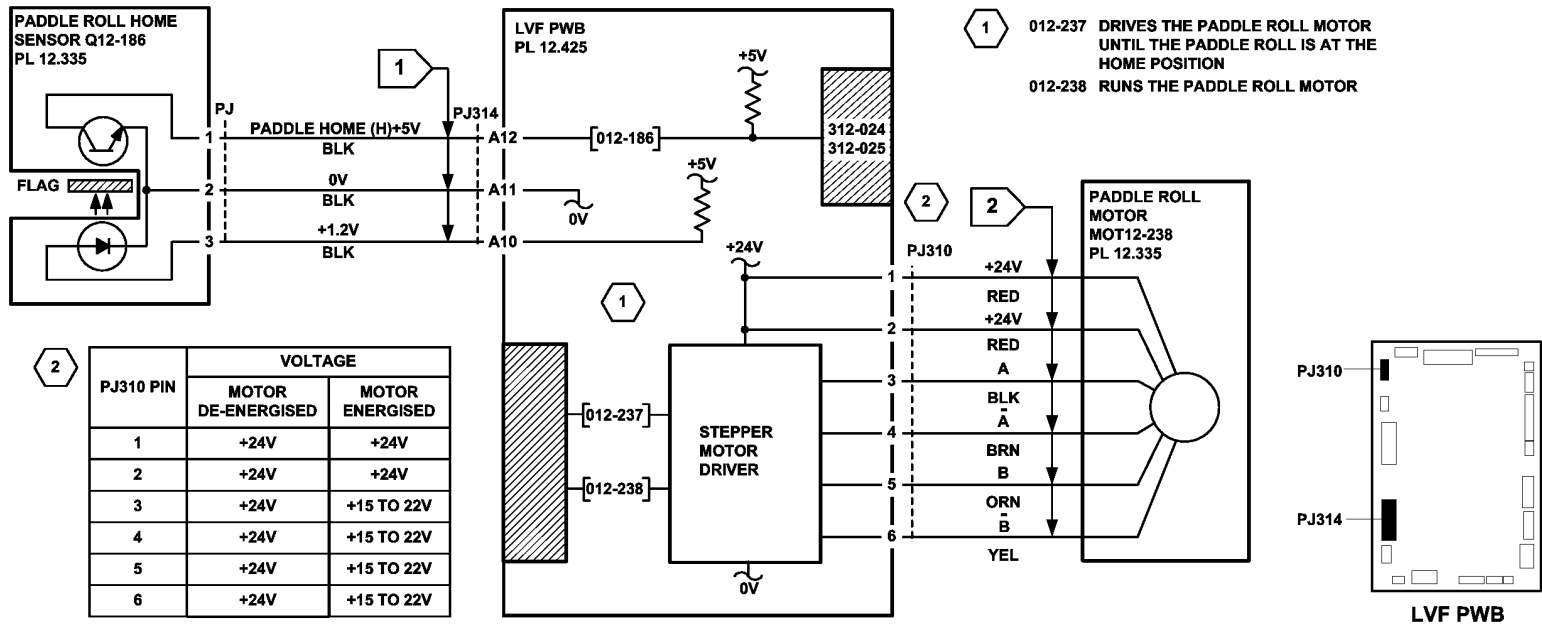 PADDLE ROLL HOME
SENSOR Q12-186
PL 12.335
FLAG
PJ
1
2
3
PADDLE HOME (H)+5V
BLK
0V
BLK
+1.2V
BLK
1
PJ314
A12
A11
A10
LVF PWB
PL 12.425
[012-186]
+5V
+5V
0V
312-024
312-025
1
012-237 DRIVES THE PADDLE ROLL MOTOR
UNTIL THE PADDLE ROLL IS AT THE
HOME POSITION
012-238 RUNS THE PADDLE ROLL MOTOR
1
+24V
[012-237]
[012-238]
STEPPER
MOTOR
DRIVER
0V
2
2
PJ310
1
2
3
4
5
6
+24V
RED
+24V
RED
A
BLK
A̅
BRN
B
ORN
B̅
YEL
PADDLE ROLL
MOTOR
MOT12-238
PL 12.335
2
PJ310 PIN
VOLTAGE
MOTOR
DE-ENERGISED
MOTOR
ENERGISED
1 +24V +24V
2 +24V +24V
3 +24V +15 TO 22V
4 +24V +15 TO 22V
5 +24V +15 TO 22V
6 +24V +15 TO 22V
PJ310
PJ314
LVF PWB